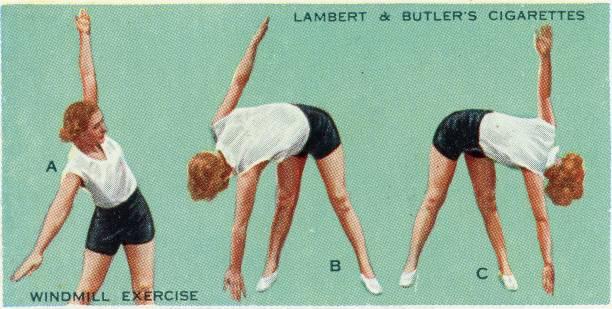 LAMBERT & BUTLER'S CIGARETTES
A
B
C
WINDMILL EXERCISE